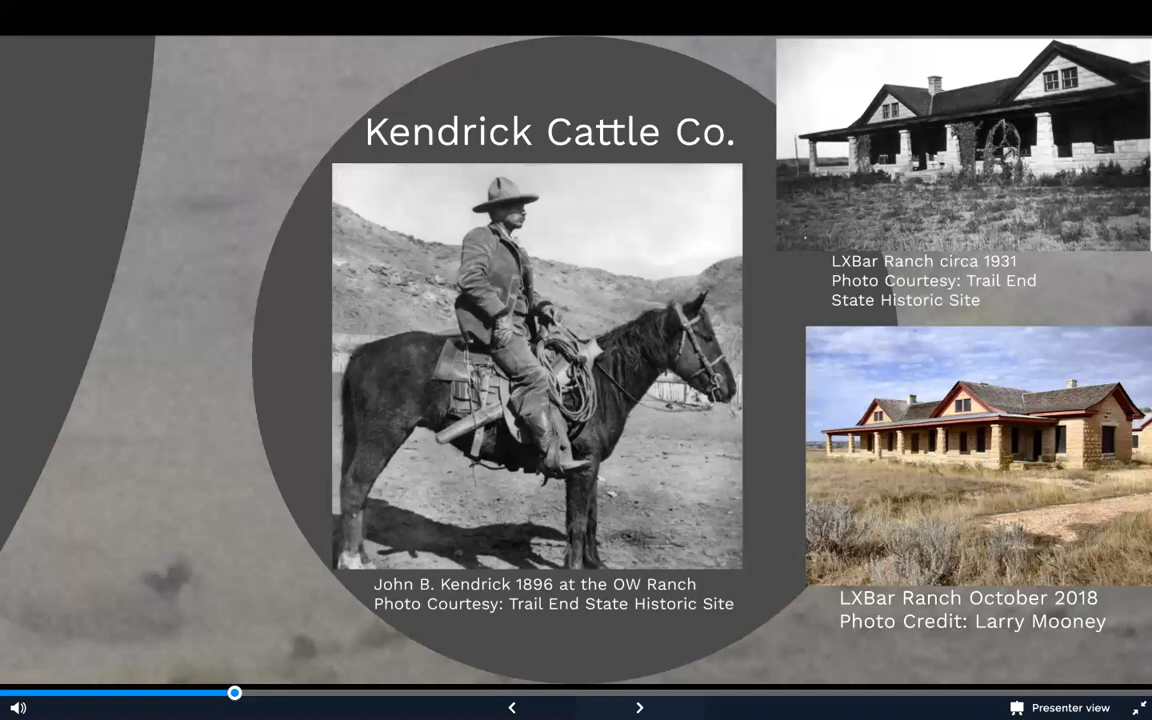 Kendrick Cattle Co.
John B. Kendrick 1896 at the OW Ranch
Photo Courtesy: Trail End State Historic Site
LXBar Ranch circa 1931
Photo Courtesy: Trail End
State Historic Site
LXBar Ranch October 2018
Photo Credit: Larry Mooney
Presenter view